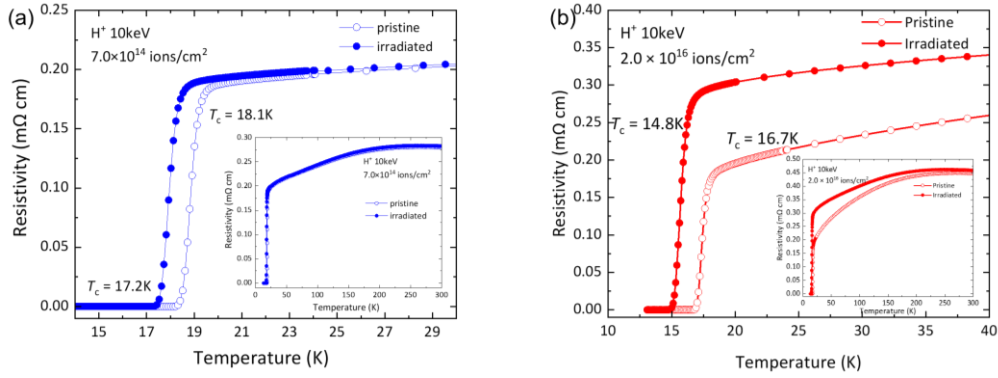 (a)
H⁺ 10keV
7.0×10¹⁴ ions/cm²
pristine
irradiated
T_c = 18.1K
T_c = 17.2K
0.25
0.20
0.15
0.10
0.05
0.00
Resistivity (mΩ cm)
15
17
19
21
23
25
27
29
Temperature (K)
H⁺ 10keV
7.0×10¹⁴ ions/cm²
pristine
irradiated
0.30
0.25
0.20
0.15
0.10
0.05
0.00
Resistivity (mΩ cm)
0
50
100
150
200
250
300
Temperature (K)
(b)
H⁺ 10keV
2.0 × 10¹⁶ ions/cm²
Pristine
Irradiated
T_c = 14.8K
T_c = 16.7K
0.40
0.35
0.30
0.25
0.20
0.15
0.10
0.05
0.00
Resistivity (mΩ cm)
10
15
20
25
30
35
40
Temperature (K)
H⁺ 10keV
2.0 × 10¹⁶ ions/cm²
Pristine
Irradiated
0.50
0.45
0.40
0.35
0.30
0.25
0.20
0.15
0.10
0.05
0.00
Resistivity (mΩ cm)
0
50
100
150
200
250
300
Temperature (K)